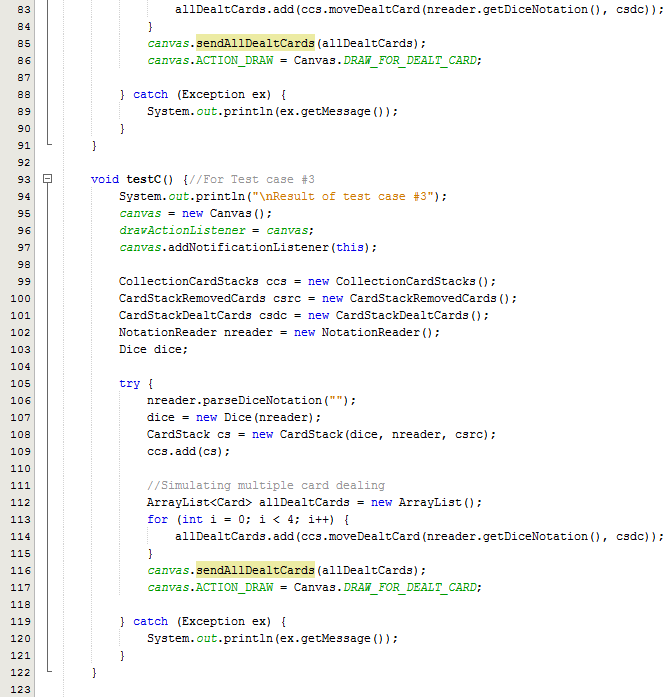 83 allDealtCards.add(ccs.moveDealtCard(nreader.getDiceNotation(), csdc));
84 }
85 canvas.sendAllDealtCards(allDealtCards);
86 canvas.ACTION_DRAW = Canvas.DRAW_FOR_DEALT_CARD;
87
88 } catch (Exception ex) {
89 System.out.println(ex.getMessage());
90 }
91 }
92
93 void testC() {//For Test case #3
94 System.out.println("\nResult of test case #3");
95 canvas = new Canvas();
96 drawActionListener = canvas;
97 canvas.addNotificationListener(this);
98
99 CollectionCardStacks ccs = new CollectionCardStacks();
100 CardStackRemovedCards csrc = new CardStackRemovedCards();
101 CardStackDealtCards csdc = new CardStackDealtCards();
102 NotationReader nreader = new NotationReader();
103 Dice dice;
104
105 try {
106 nreader.parseDiceNotation("");
107 dice = new Dice(nreader);
108 CardStack cs = new CardStack(dice, nreader, csrc);
109 ccs.add(cs);
110
111 //Simulating multiple card dealing
112 ArrayList<Card> allDealtCards = new ArrayList();
113 for (int i = 0; i < 4; i++) {
114 allDealtCards.add(ccs.moveDealtCard(nreader.getDiceNotation(), csdc));
115 }
116 canvas.sendAllDealtCards(allDealtCards);
117 canvas.ACTION_DRAW = Canvas.DRAW_FOR_DEALT_CARD;
118
119 } catch (Exception ex) {
120 System.out.println(ex.getMessage());
121 }
122 }
123